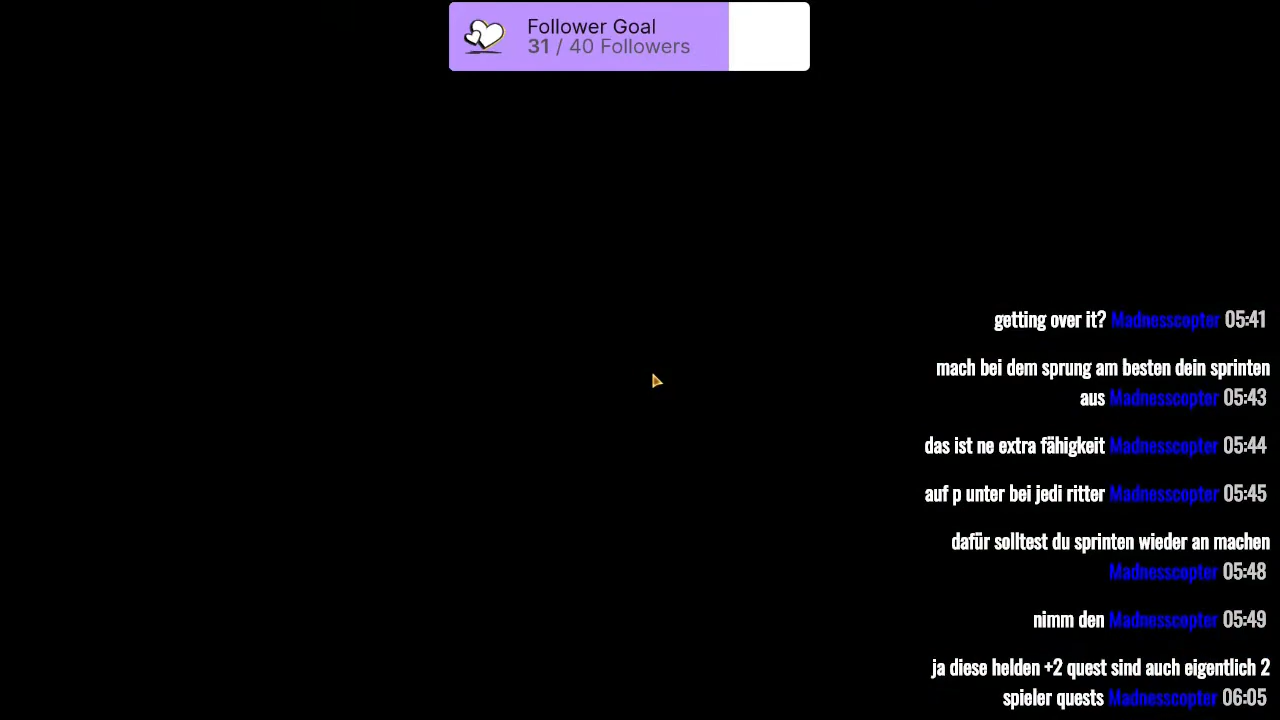 Follower Goal
31 / 40 Followers
getting over it? Madnesscopter 05:41
mach bei dem sprung am besten dein sprinten
aus Madnesscopter 05:43
das ist ne extra fähigkeit Madnesscopter 05:44
auf p unter bei jedi ritter Madnesscopter 05:45
dafür solltest du sprinten wieder an machen
Madnesscopter 05:48
nimm den Madnesscopter 05:49
ja diese helden +2 quest sind auch eigentlich 2
spieler quests Madnesscopter 06:05